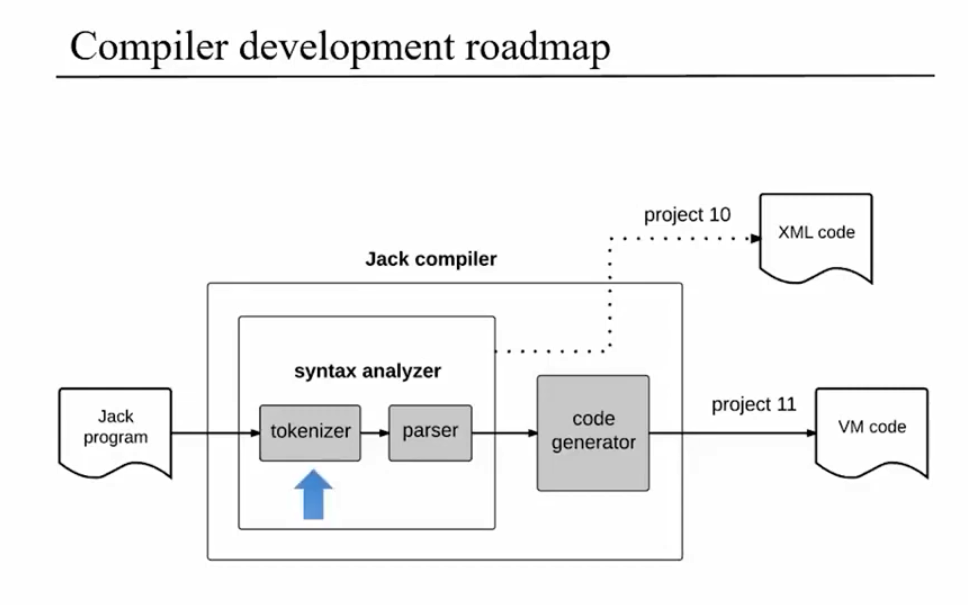 Compiler development roadmap
project 10
XML code
Jack compiler
syntax analyzer
Jack
program
tokenizer
parser
code
generator
project 11
VM code